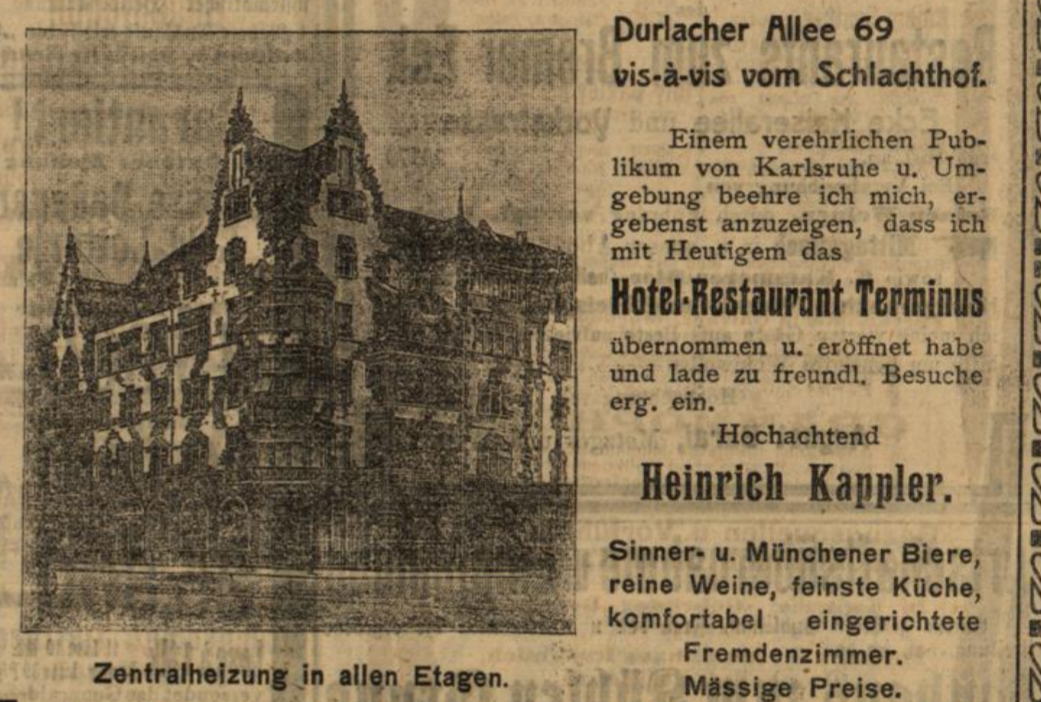 Durlacher Allee 69
vis-à-vis vom Schlachthof.
Einem verehrlichen Pub-
likum von Karlsruhe u. Um-
gebung beehre ich mich, er-
gebenst anzuzeigen, dass ich
mit Heutigem das
Hotel-Restaurant Terminus
übernommen u. eröffnet habe
und lade zu freundl. Besuche
erg. ein.
Hochachtend
Heinrich Kappler.
Sinner- u. Münchener Biere,
reine Weine, feinste Küche,
komfortabel eingerichtete
Fremdenzimmer.
Mässige Preise.
Zentralheizung in allen Etagen.